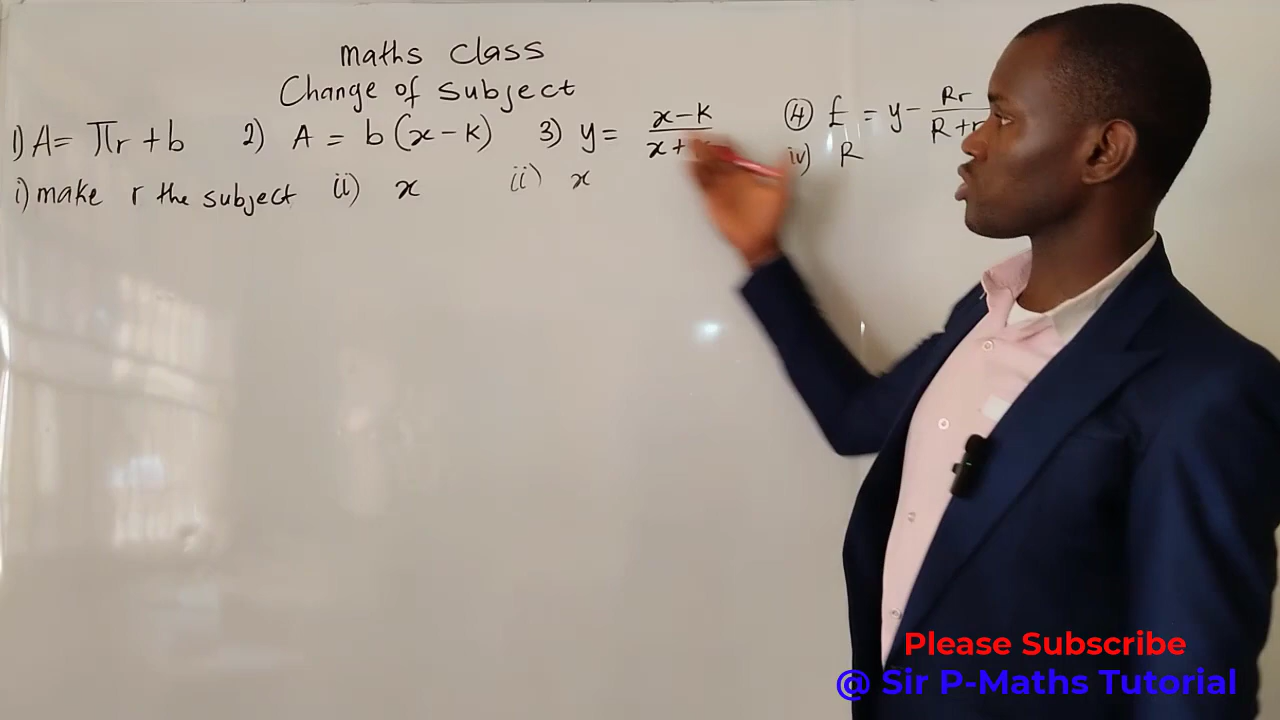 maths class
Change of subject
1) A = πr + b 2) A = b (x - k) 3) y = x - k / x + ④ £ = y - Rr / R + r
i) make r the subject ii) x ii) x iv) R
Please Subscribe
@ Sir P-Maths Tutorial